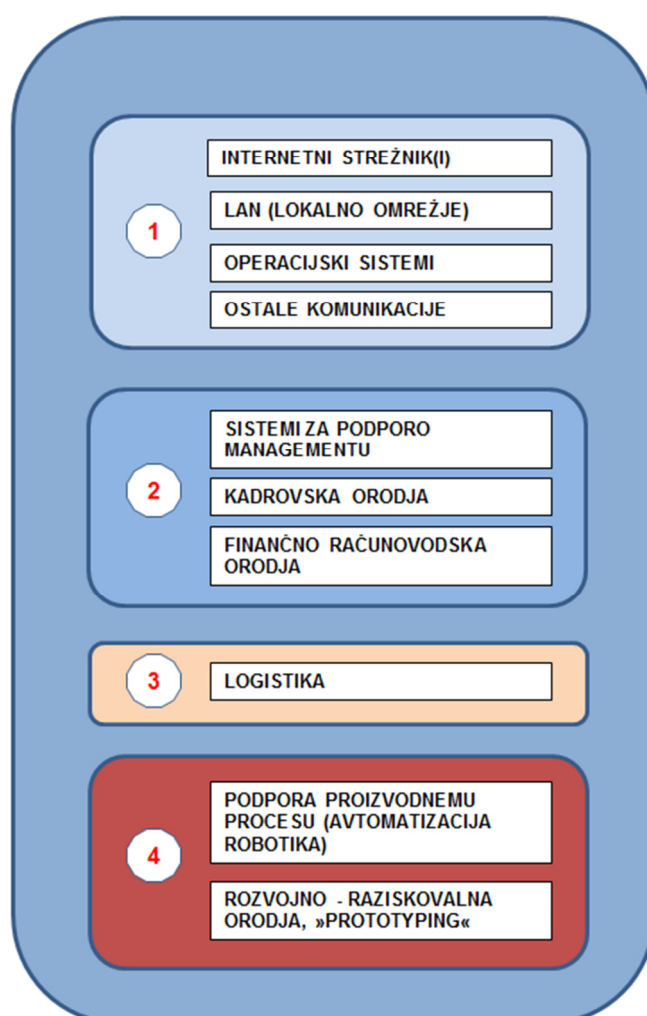 INTERNETNI STREŽNIK(I)
1
LAN (LOKALNO OMREŽJE)
OPERACIJSKI SISTEMI
OSTALE KOMUNIKACIJE
2
SISTEMI ZA PODPORO
MANAGEMENTU
KADROVSKA ORODJA
FINANČNO RAČUNOVODSKA
ORODJA
3
LOGISTIKA
4
PODPORA PROIZVODNEMU
PROCESU (AVTOMATIZACIJA
ROBOTIKA)
ROZVOJNO - RAZISKOVALNA
ORODJA, »PROTOTYPING«